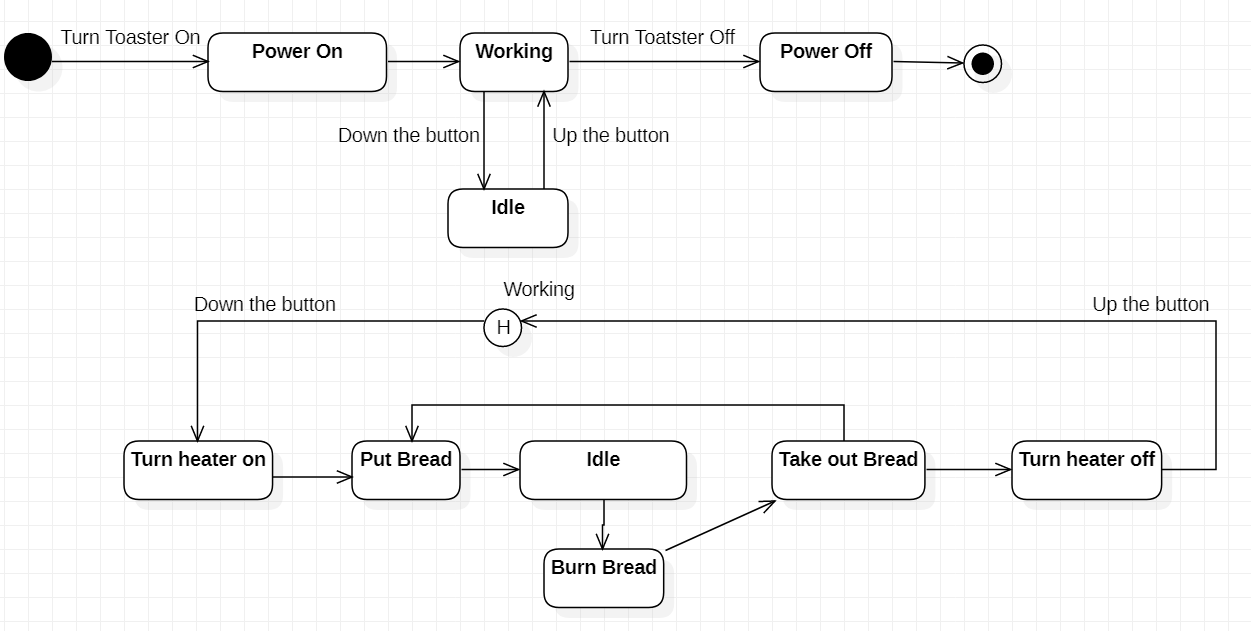 Turn Toaster On
Power On
Working
Turn Toatster Off
Power Off
Down the button
Up the button
Idle
Working
Down the button
H
Up the button
Turn heater on
Put Bread
Idle
Take out Bread
Turn heater off
Burn Bread